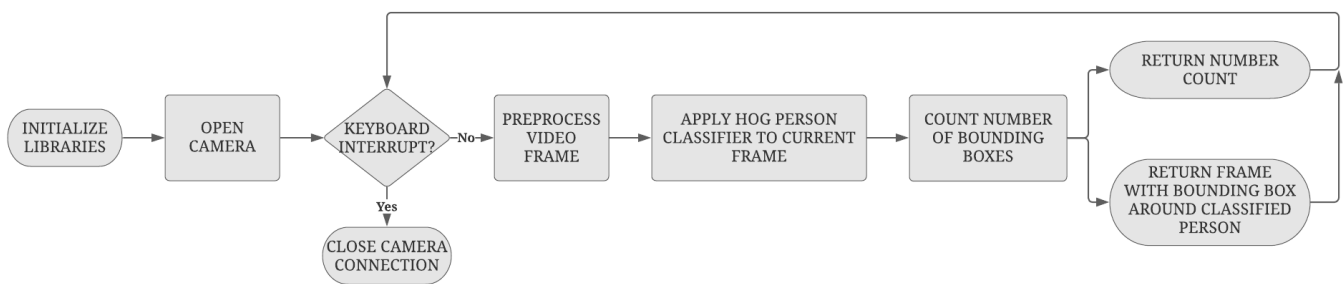 INITIALIZE
LIBRARIES
OPEN
CAMERA
KEYBOARD
INTERRUPT?
No
Yes
CLOSE CAMERA
CONNECTION
PREPROCESS
VIDEO
FRAME
APPLY HOG PERSON
CLASSIFIER TO CURRENT
FRAME
COUNT NUMBER
OF BOUNDING
BOXES
RETURN NUMBER
COUNT
RETURN FRAME
WITH BOUNDING BOX
AROUND CLASSIFIED
PERSON